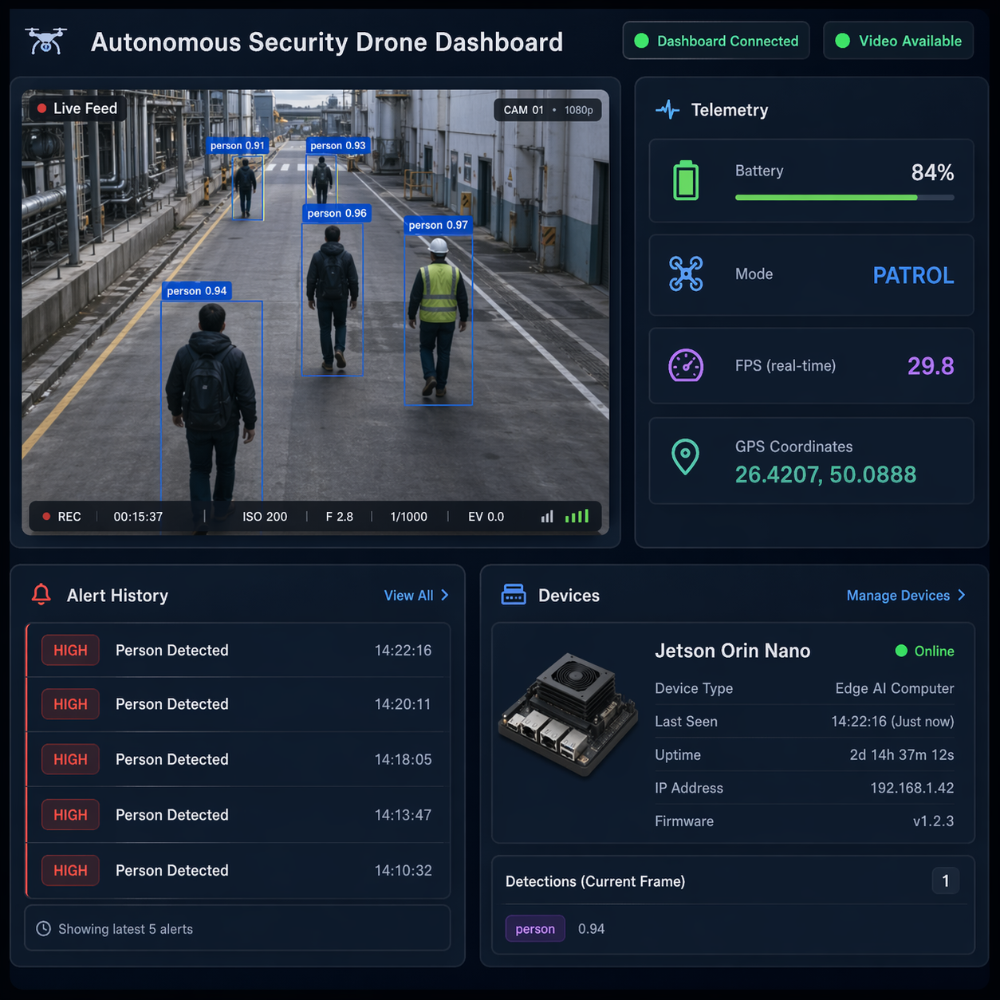 Autonomous Security Drone Dashboard
Dashboard Connected
Video Available
Live Feed
CAM 01 • 1080p
person 0.91
person 0.93
person 0.96
person 0.97
person 0.94
REC 00:15:37 ISO 200 F 2.8 1/1000 EV 0.0
Telemetry
Battery 84%
Mode PATROL
FPS (real-time) 29.8
GPS Coordinates
26.4207, 50.0888
Alert History View All
HIGH Person Detected 14:22:16
HIGH Person Detected 14:20:11
HIGH Person Detected 14:18:05
HIGH Person Detected 14:13:47
HIGH Person Detected 14:10:32
Showing latest 5 alerts
Devices Manage Devices
Jetson Orin Nano Online
Device Type Edge AI Computer
Last Seen 14:22:16 (Just now)
Uptime 2d 14h 37m 12s
IP Address 192.168.1.42
Firmware v1.2.3
Detections (Current Frame) 1
person 0.94